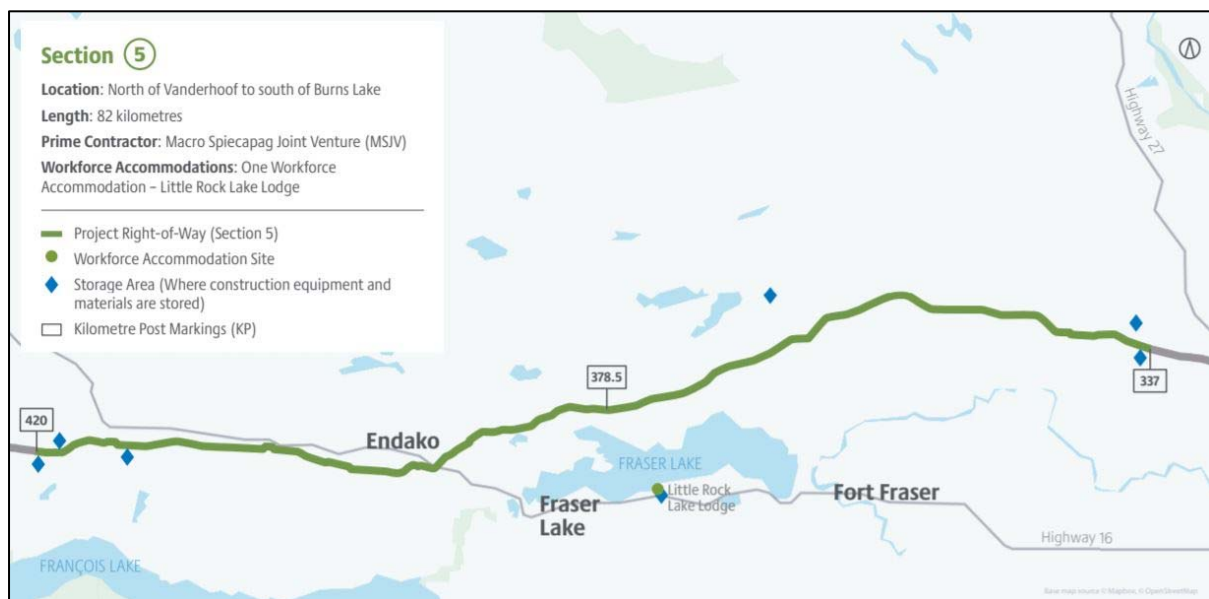 Section 5
Location: North of Vanderhoof to south of Burns Lake
Length: 82 kilometres
Prime Contractor: Macro Spiecapag Joint Venture (MSJV)
Workforce Accommodations: One Workforce
Accommodation – Little Rock Lake Lodge
Project Right-of-Way (Section 5)
Workforce Accommodation Site
Storage Area (Where construction equipment and
materials are stored)
Kilometre Post Markings (KP)
Highway 27
378.5
337
420
Endako
FRASER LAKE
Little Rock
Lake Lodge
Fraser
Lake
Fort Fraser
Highway 16
FRANÇOIS LAKE
Base map source © Mapbox, © OpenStreetMap